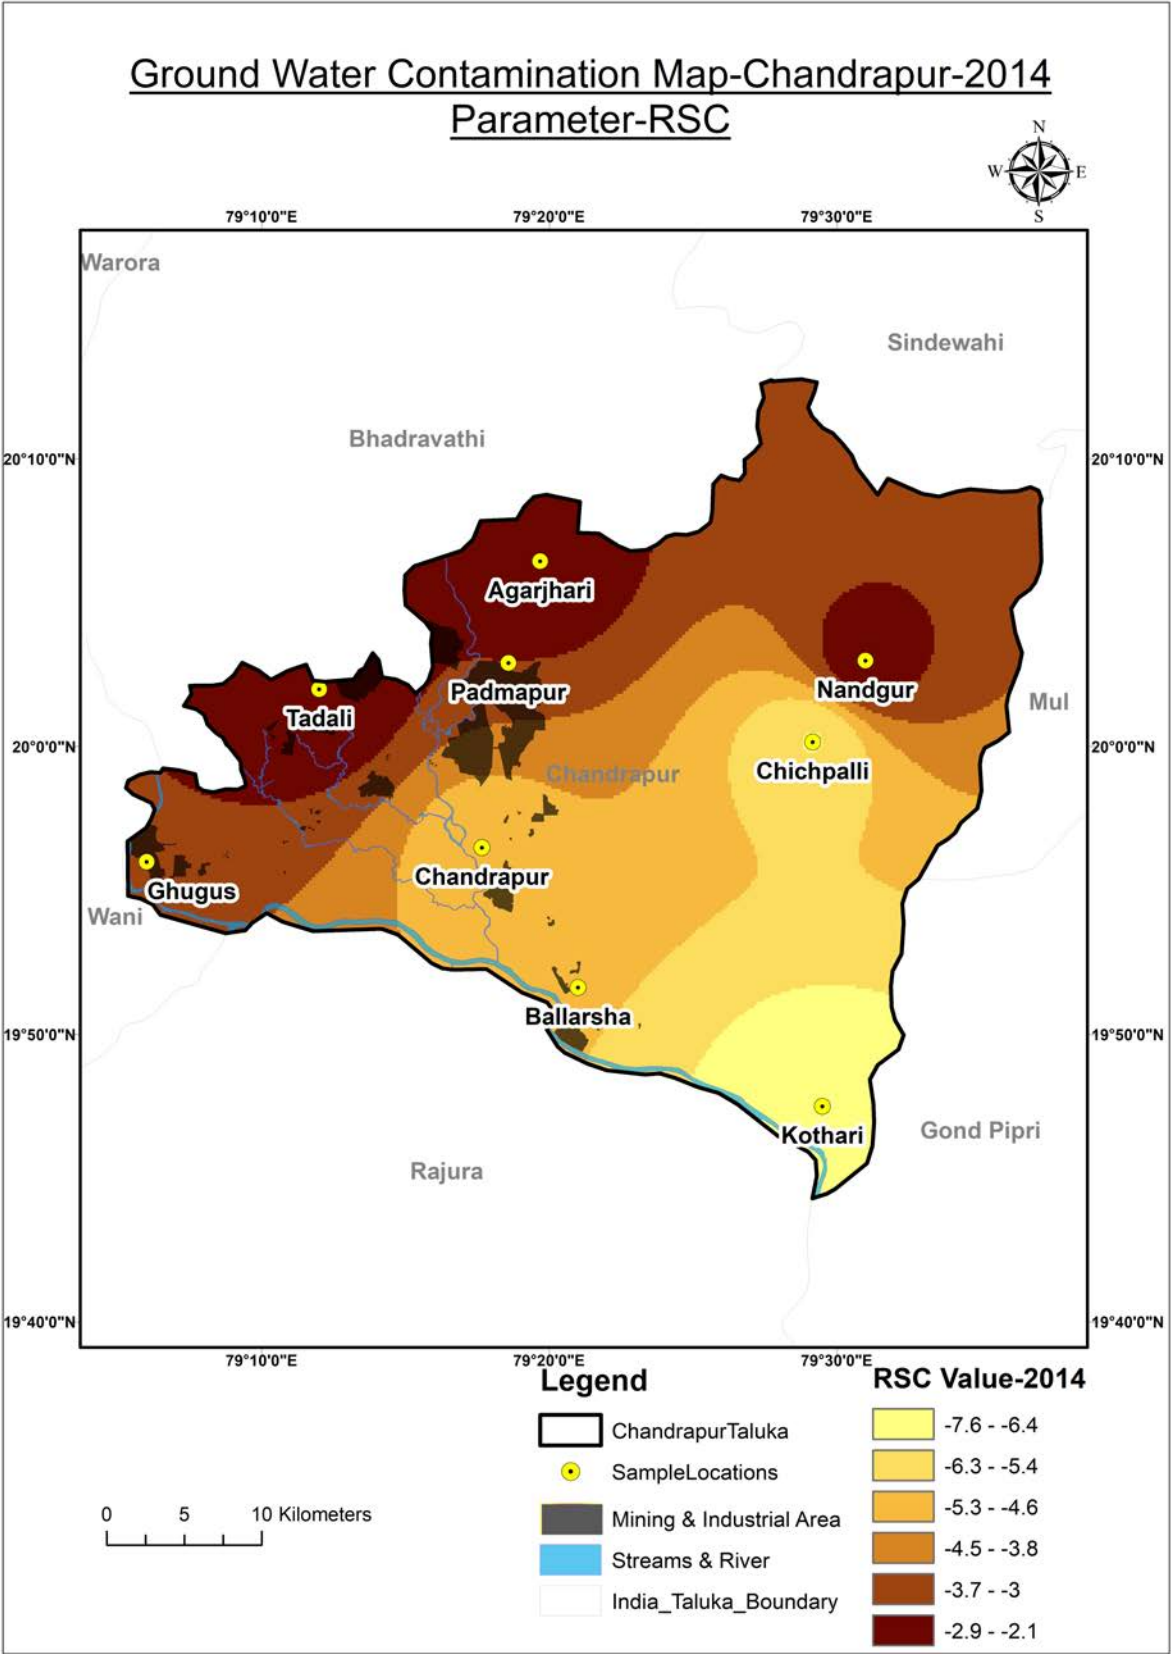 Ground Water Contamination Map-Chandrapur-2014
Parameter-RSC
N
W E
S
79°10'0"E 79°20'0"E 79°30'0"E
Warora
Sindewahi
Bhadravathi
20°10'0"N 20°10'0"N
Agarjhari
Padmapur
Nandgur
Tadali
Mul
20°0'0"N 20°0'0"N
Chichpalli
Chandrapur
Chandrapur
Ghugus
Wani
Ballarsha
19°50'0"N 19°50'0"N
Kothari
Gond Pipri
Rajura
19°40'0"N 19°40'0"N
79°10'0"E 79°20'0"E 79°30'0"E
Legend
ChandrapurTaluka
SampleLocations
Mining & Industrial Area
Streams & River
India_Taluka_Boundary
RSC Value-2014
-7.6 - -6.4
-6.3 - -5.4
-5.3 - -4.6
-4.5 - -3.8
-3.7 - -3
-2.9 - -2.1
0 5 10 Kilometers